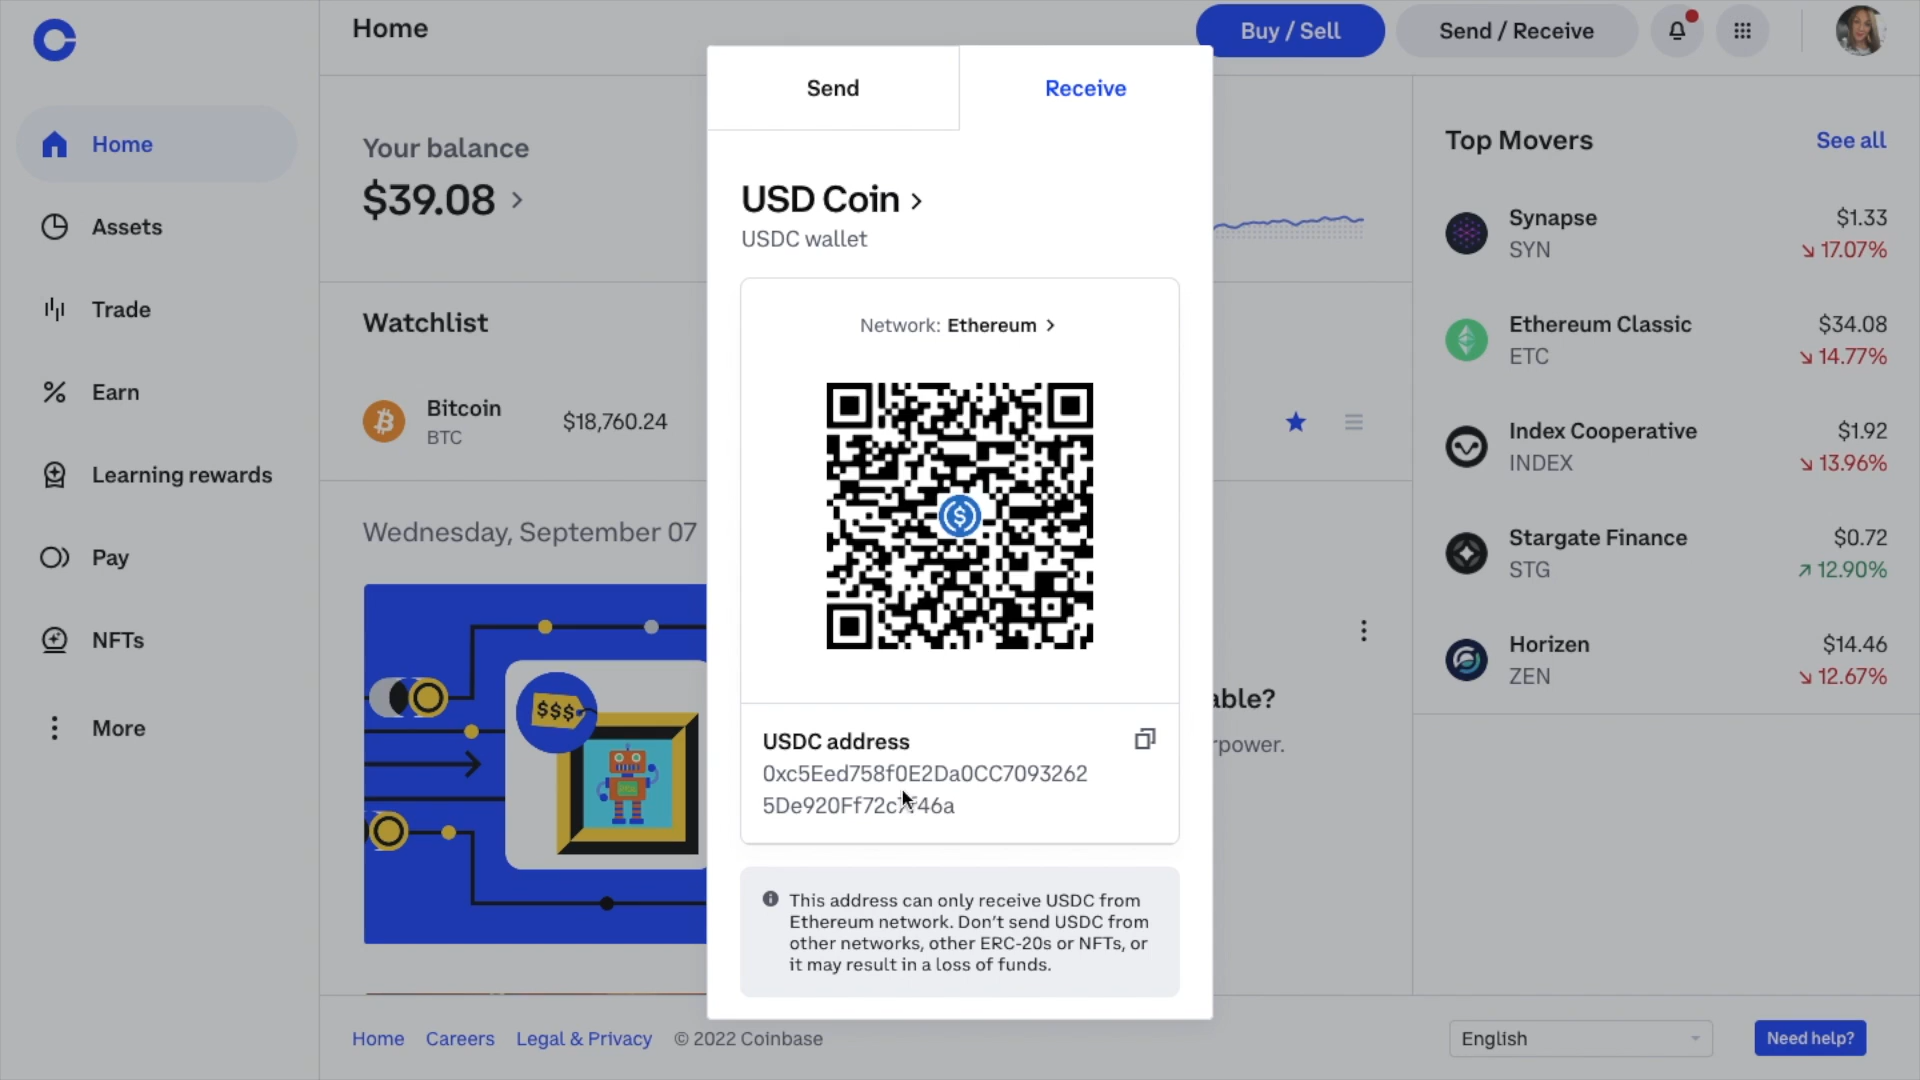 Home
Buy / Sell
Send / Receive
Home
Assets
Trade
Earn
Learning rewards
Pay
NFTs
More
Your balance
$39.08
Watchlist
Bitcoin
BTC
$18,760.24
Wednesday, September 07
$$$
Send
Receive
USD Coin
USDC wallet
Network: Ethereum
USDC address
0xc5Eed758f0E2Da0CC7093262
This address can only receive USDC from
Ethereum network. Don't send USDC from
other networks, other ERC-20s or NFTs, or
it may result in a loss of funds.
able?
rpower.
Top Movers
See all
Synapse
$1.33
SYN
17.07%
Ethereum Classic
$34.08
ETC
14.77%
Index Cooperative
$1.92
INDEX
13.96%
Stargate Finance
$0.72
STG
12.90%
Horizen
$14.46
ZEN
12.67%
Home
Careers
Legal & Privacy
© 2022 Coinbase
English
Need help?